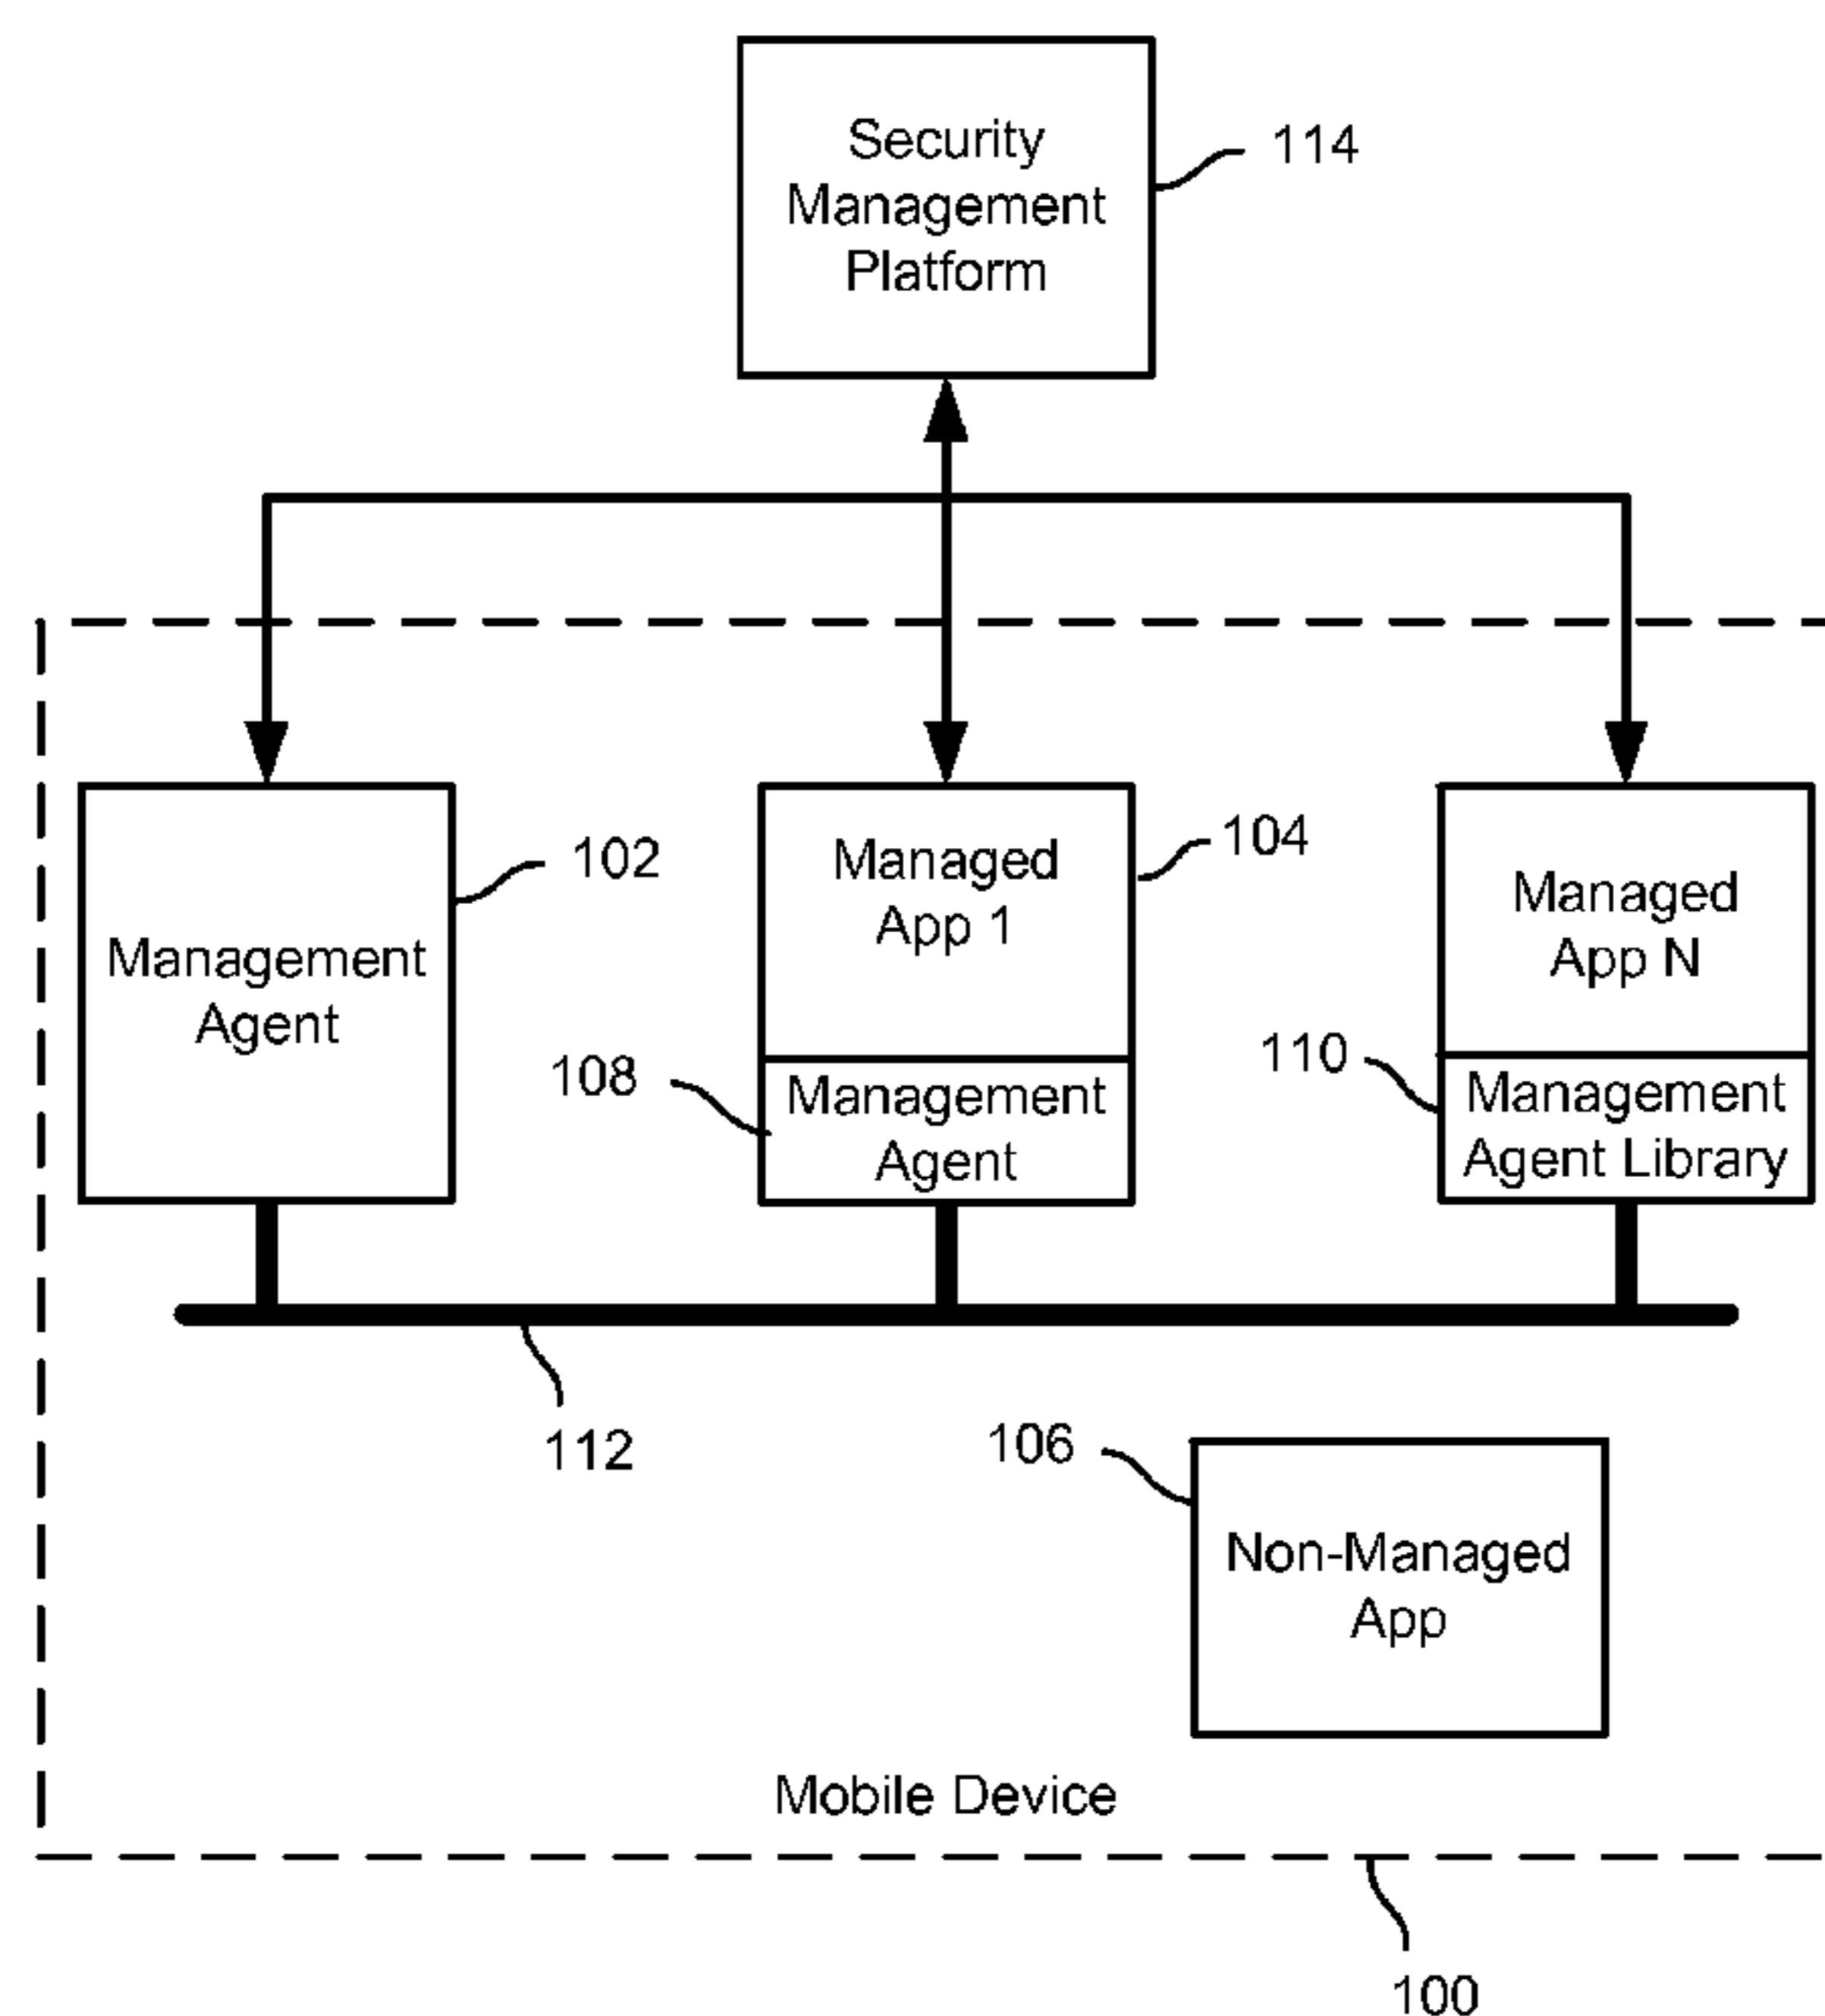 Security
Management
Platform
114
102
Management
Agent
Managed
App 1
104
108
Management
Agent
Managed
App N
110
Management
Agent Library
112
106
Non-Managed
App
Mobile Device
100